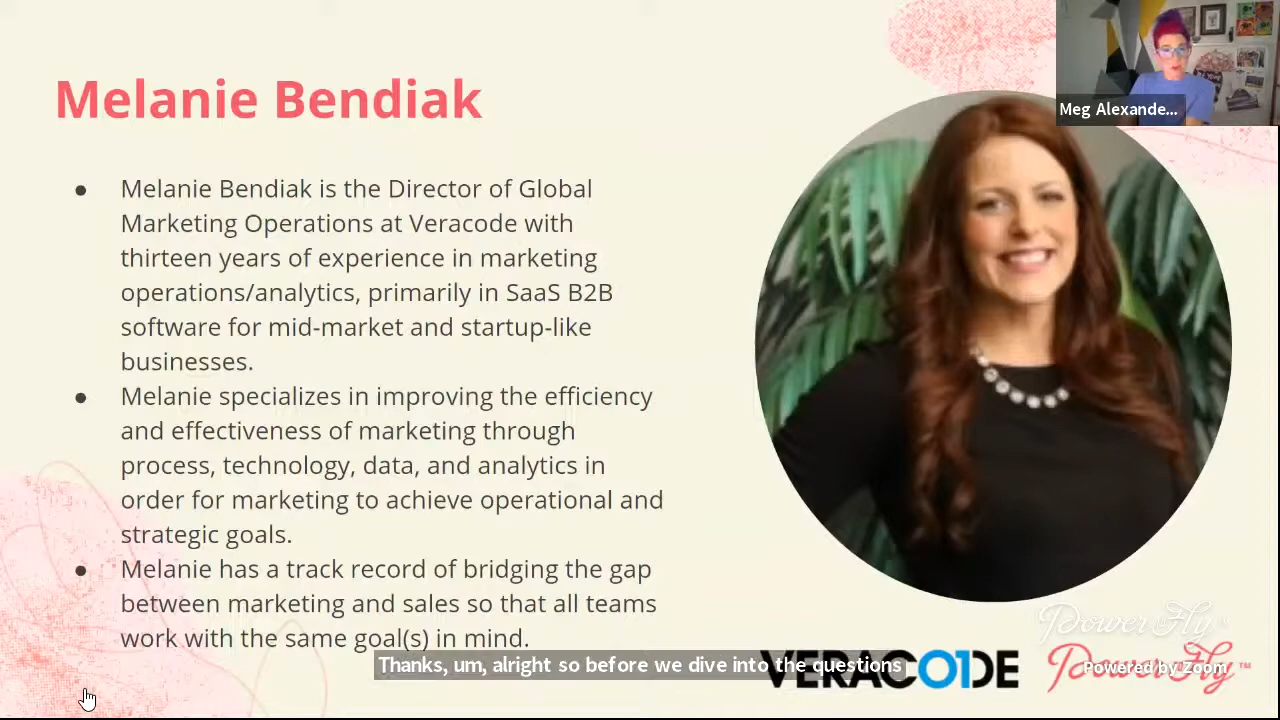 Melanie Bendiak
Meg Alexande...
● Melanie Bendiak is the Director of Global
Marketing Operations at Veracode with
thirteen years of experience in marketing
operations/analytics, primarily in SaaS B2B
software for mid-market and startup-like
businesses.
● Melanie specializes in improving the efficiency
and effectiveness of marketing through
process, technology, data, and analytics in
order for marketing to achieve operational and
strategic goals.
● Melanie has a track record of bridging the gap
between marketing and sales so that all teams
work with the same goal(s) in mind.
Thanks, um, alright so before we dive into the questions
VERACODE
PowerToFly
PowerToFly™
Powered by Zoom